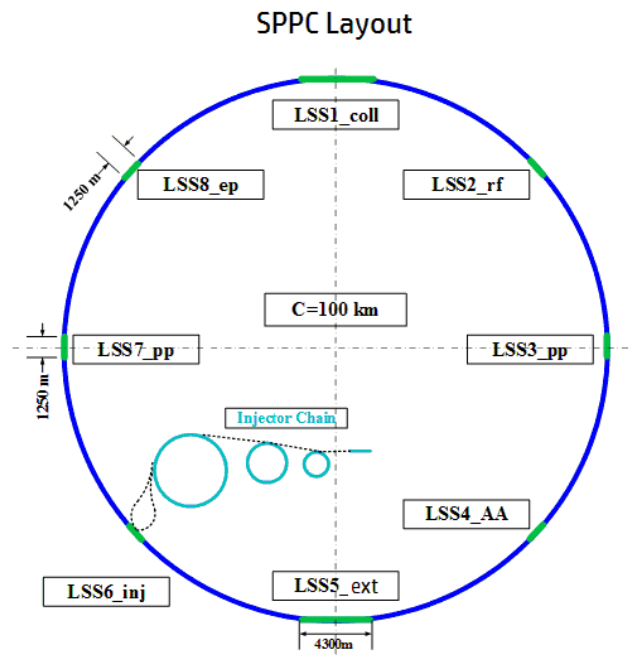 SPPC Layout
LSS1_coll
1250 m
LSS8_ep
LSS2_rf
C=100 km
LSS7_pp
LSS3_pp
1250 m
Injector Chain
LSS4_AA
LSS6_inj
LSS5_ext
4300m